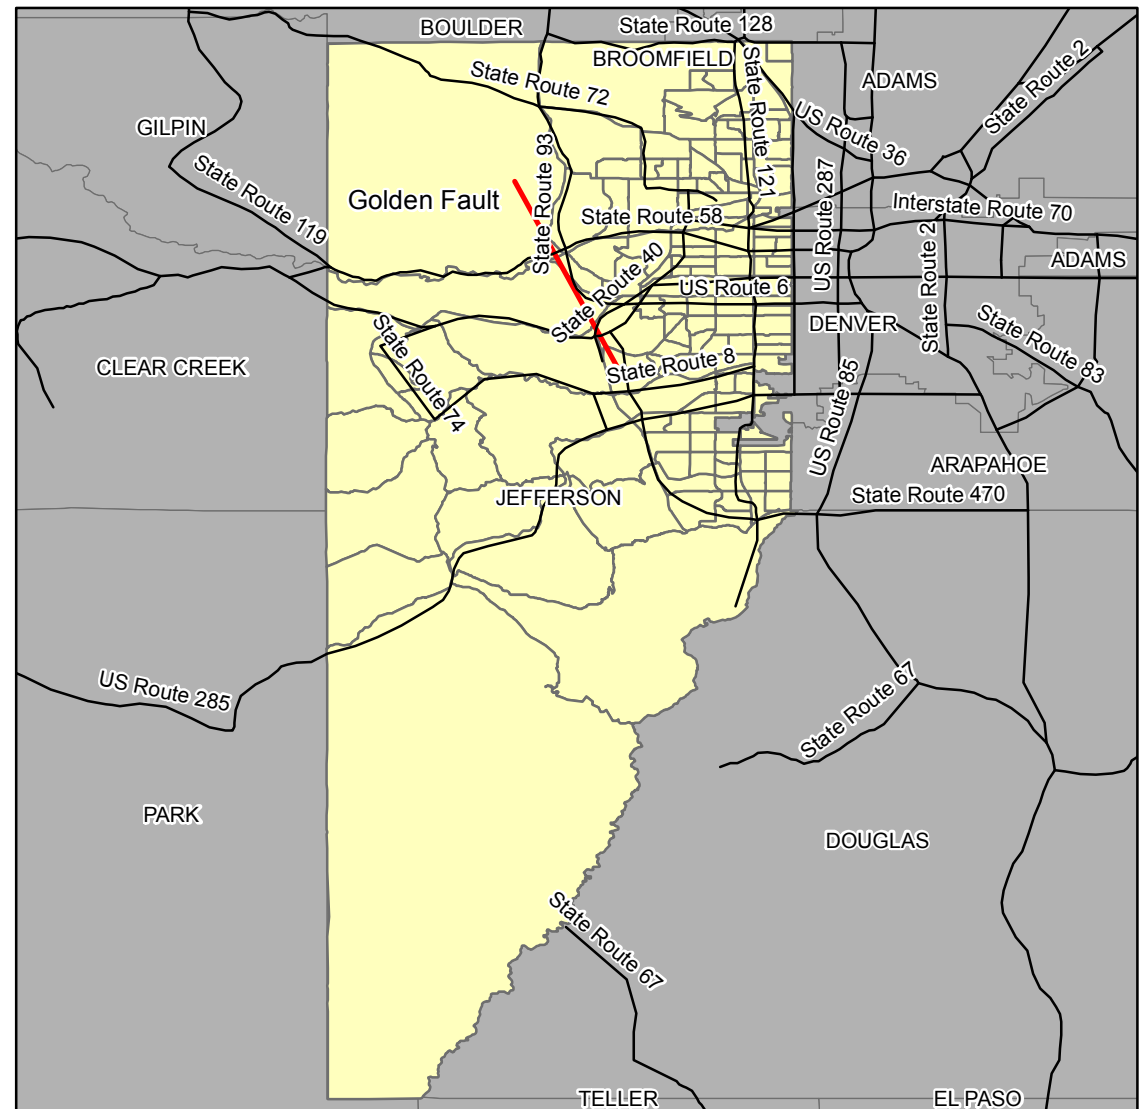 BOULDER
State Route 128
BROOMFIELD
State Route 72
ADAMS
State Route 2
GILPIN
State Route 121
US Route 36
State Route 93
State Route 119
Golden Fault
US Route 287
State Route 58
Interstate Route 70
State Route 2
State Route 40
ADAMS
US Route 6
DENVER
State Route 83
State Route 74
CLEAR CREEK
State Route 8
US Route 85
ARAPAHOE
JEFFERSON
State Route 470
US Route 285
State Route 67
PARK
DOUGLAS
State Route 67
TELLER
EL PASO